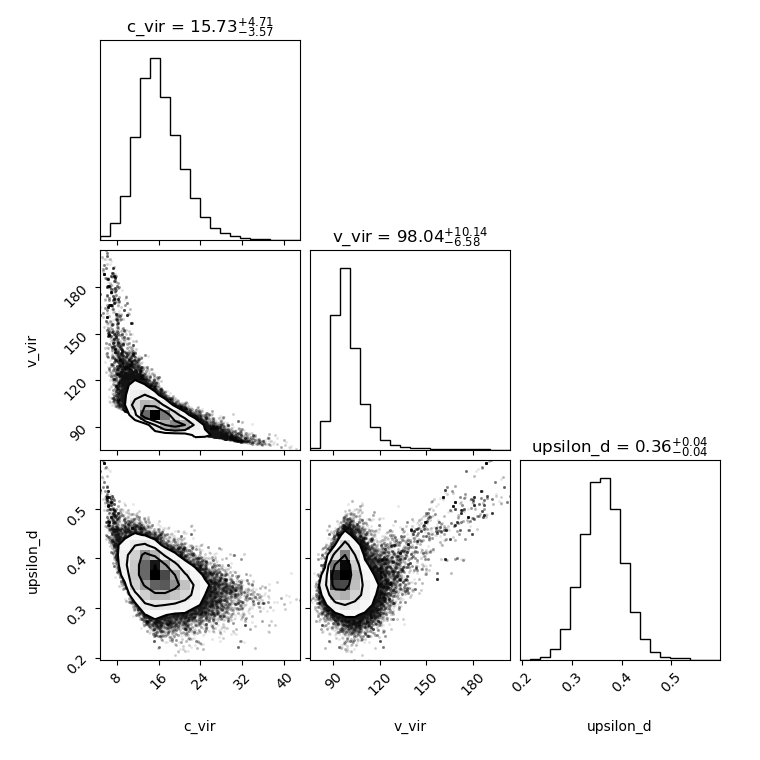 c_vir = 15.73+4.71−3.57
v_vir = 98.04+10.14−6.58
v_vir
180
150
120
90
upsilon_d = 0.36+0.04−0.04
upsilon_d
0.5
0.4
0.3
0.2
8 16 24 32 40
90 120 150 180
0.2 0.3 0.4 0.5
c_vir v_vir upsilon_d